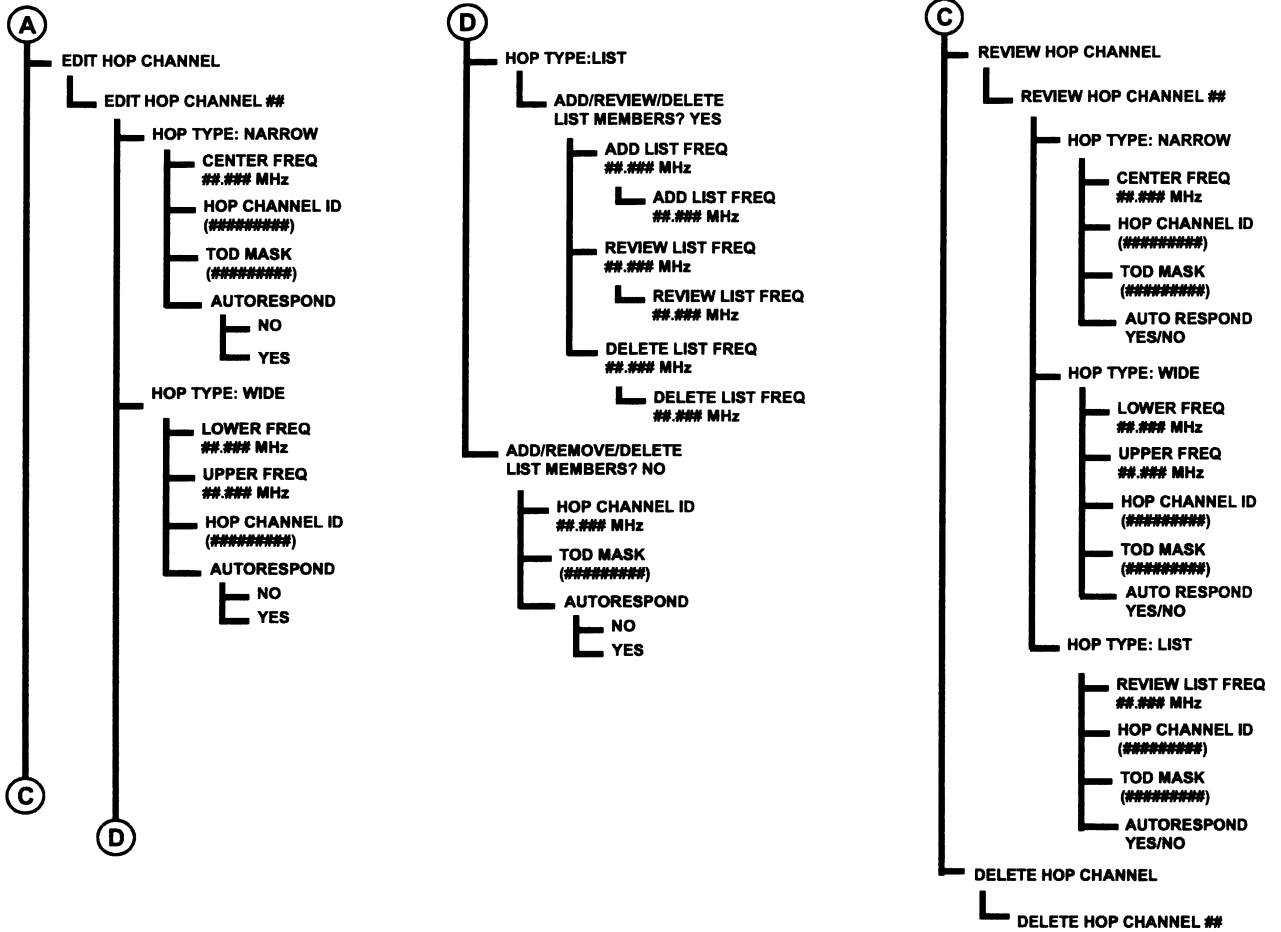 A
EDIT HOP CHANNEL
EDIT HOP CHANNEL ##
HOP TYPE: NARROW
CENTER FREQ
##.### MHz
HOP CHANNEL ID
(#########)
TOD MASK
(#########)
AUTORESPOND
NO
YES
HOP TYPE: WIDE
LOWER FREQ
##.### MHz
UPPER FREQ
##.### MHz
HOP CHANNEL ID
(#########)
AUTORESPOND
NO
YES
C
D
D
HOP TYPE:LIST
ADD/REVIEW/DELETE
LIST MEMBERS? YES
ADD LIST FREQ
##.### MHz
ADD LIST FREQ
##.### MHz
REVIEW LIST FREQ
##.### MHz
REVIEW LIST FREQ
##.### MHz
DELETE LIST FREQ
##.### MHz
DELETE LIST FREQ
##.### MHz
ADD/REMOVE/DELETE
LIST MEMBERS? NO
HOP CHANNEL ID
##.### MHz
TOD MASK
(#########)
AUTORESPOND
NO
YES
C
REVIEW HOP CHANNEL
REVIEW HOP CHANNEL ##
HOP TYPE: NARROW
CENTER FREQ
##.### MHz
HOP CHANNEL ID
(#########)
TOD MASK
(#########)
AUTO RESPOND
YES/NO
HOP TYPE: WIDE
LOWER FREQ
##.### MHz
UPPER FREQ
##.### MHz
HOP CHANNEL ID
(#########)
TOD MASK
(#########)
AUTO RESPOND
YES/NO
HOP TYPE: LIST
REVIEW LIST FREQ
##.### MHz
HOP CHANNEL ID
(#########)
TOD MASK
(#########)
AUTORESPOND
YES/NO
DELETE HOP CHANNEL
DELETE HOP CHANNEL ##